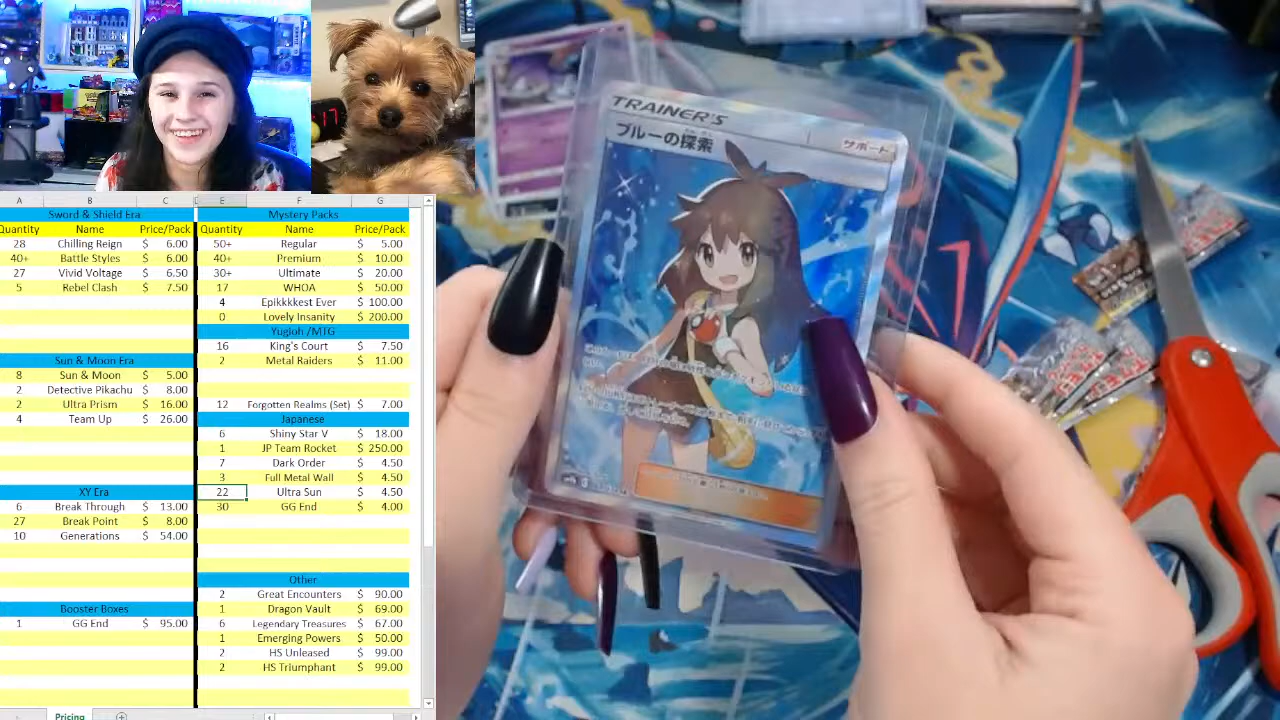 A B C D E F G
Sword & Shield Era
Quantity Name Price/Pack
28 Chilling Reign $ 6.00
40+ Battle Styles $ 6.00
27 Vivid Voltage $ 6.50
5 Rebel Clash $ 7.50
Sun & Moon Era
8 Sun & Moon $ 5.00
2 Detective Pikachu $ 8.00
2 Ultra Prism $ 16.00
4 Team Up $ 26.00
XY Era
6 Break Through $ 13.00
27 Break Point $ 8.00
10 Generations $ 54.00
Booster Boxes
1 GG End $ 95.00
Mystery Packs
Quantity Name Price/Pack
50+ Regular $ 5.00
40+ Premium $ 10.00
30+ Ultimate $ 20.00
17 WHOA $ 50.00
4 Epikkkkest Ever $ 100.00
0 Lovely Insanity $ 200.00
Yugioh /MTG
16 King's Court $ 7.50
2 Metal Raiders $ 11.00
12 Forgotten Realms (Set) $ 7.00
Japanese
6 Shiny Star V $ 18.00
1 JP Team Rocket $ 250.00
7 Dark Order $ 4.50
3 Full Metal Wall $ 4.50
22 Ultra Sun $ 4.50
30 GG End $ 4.00
Other
2 Great Encounters $ 90.00
1 Dragon Vault $ 69.00
6 Legendary Treasures $ 67.00
1 Emerging Powers $ 50.00
2 HS Unleased $ 99.00
2 HS Triumphant $ 99.00
Pricing
TRAINER'S
ブルーの探索
サポート